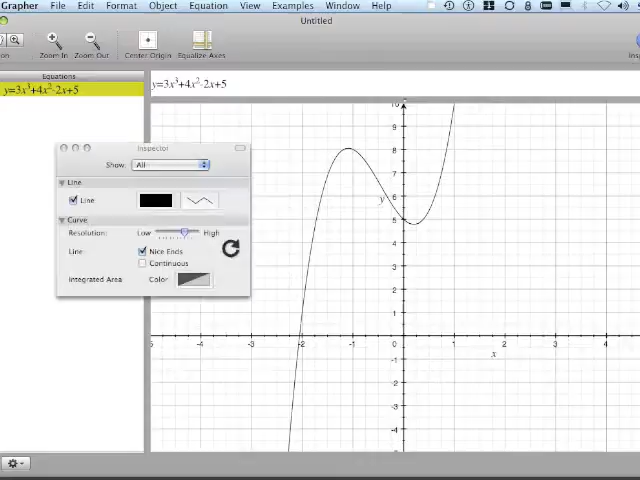 Grapher File Edit Format Object Equation View Examples Window Help
Untitled
Zoom In Zoom Out Center Origin Equalize Axes
Equations
y=3x³+4x²-2x+5
y=3x³+4x²-2x+5
Inspector
Show: All
Line
Line
Curve
Resolution: Low High
Line: Nice Ends
Continuous
Integrated Area Color:
10
9
8
7
6
y
5
4
3
2
1
-3 -2 -1 0 1 2 3 4
x
-1
-2
-3
-4